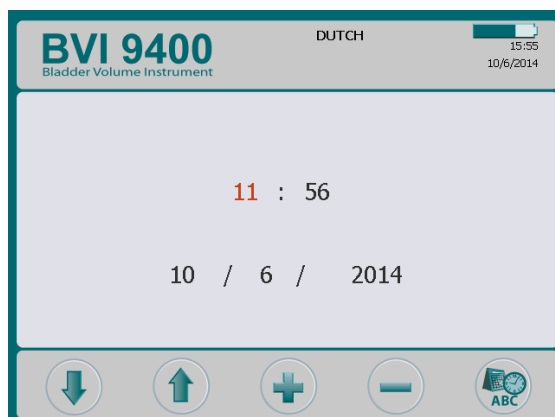 BVI 9400
Bladder Volume Instrument
DUTCH
15:55
10/6/2014
11 : 56
10 / 6 / 2014
ABC